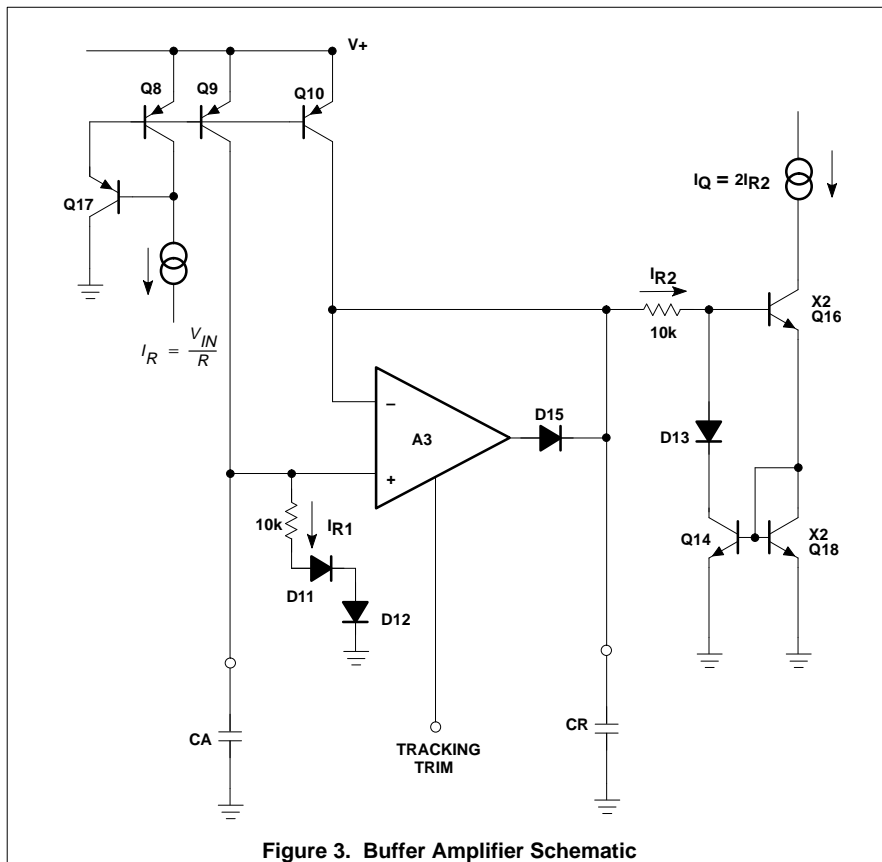 V+
Q8
Q9
Q10
Q17
I_R = V_IN / R
I_Q = 2I_R2
I_R2
10k
X2
Q16
D15
A3
−
+
D13
10k
I_R1
D11
D12
Q14
X2
Q18
CA
TRACKING
TRIM
CR
Figure 3. Buffer Amplifier Schematic